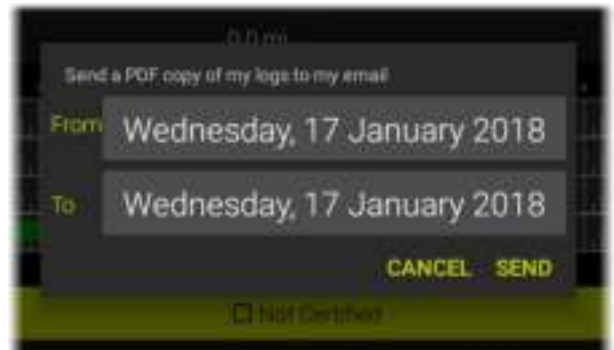 0.0 mi
Send a PDF copy of my logs to my email
From Wednesday, 17 January 2018
To Wednesday, 17 January 2018
CANCEL SEND
Not Certified